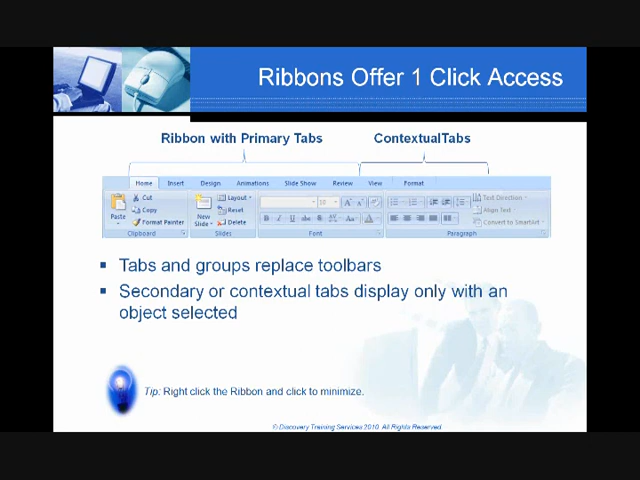 Ribbons Offer 1 Click Access
Ribbon with Primary Tabs ContextualTabs
Home Insert Design Animations Slide Show Review View Format
Cut Layout Text Direction
Paste Copy New Slide Reset Align Text
Format Painter Delete Convert to SmartArt
Clipboard Slides Font Paragraph
▪ Tabs and groups replace toolbars
▪ Secondary or contextual tabs display only with an
object selected
Tip: Right click the Ribbon and click to minimize.
© Discovery Training Services 2010. All Rights Reserved.